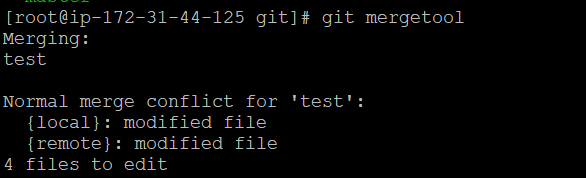 master
[root@ip-172-31-44-125 git]# git mergetool
Merging:
test
Normal merge conflict for 'test':
{local}: modified file
{remote}: modified file
4 files to edit